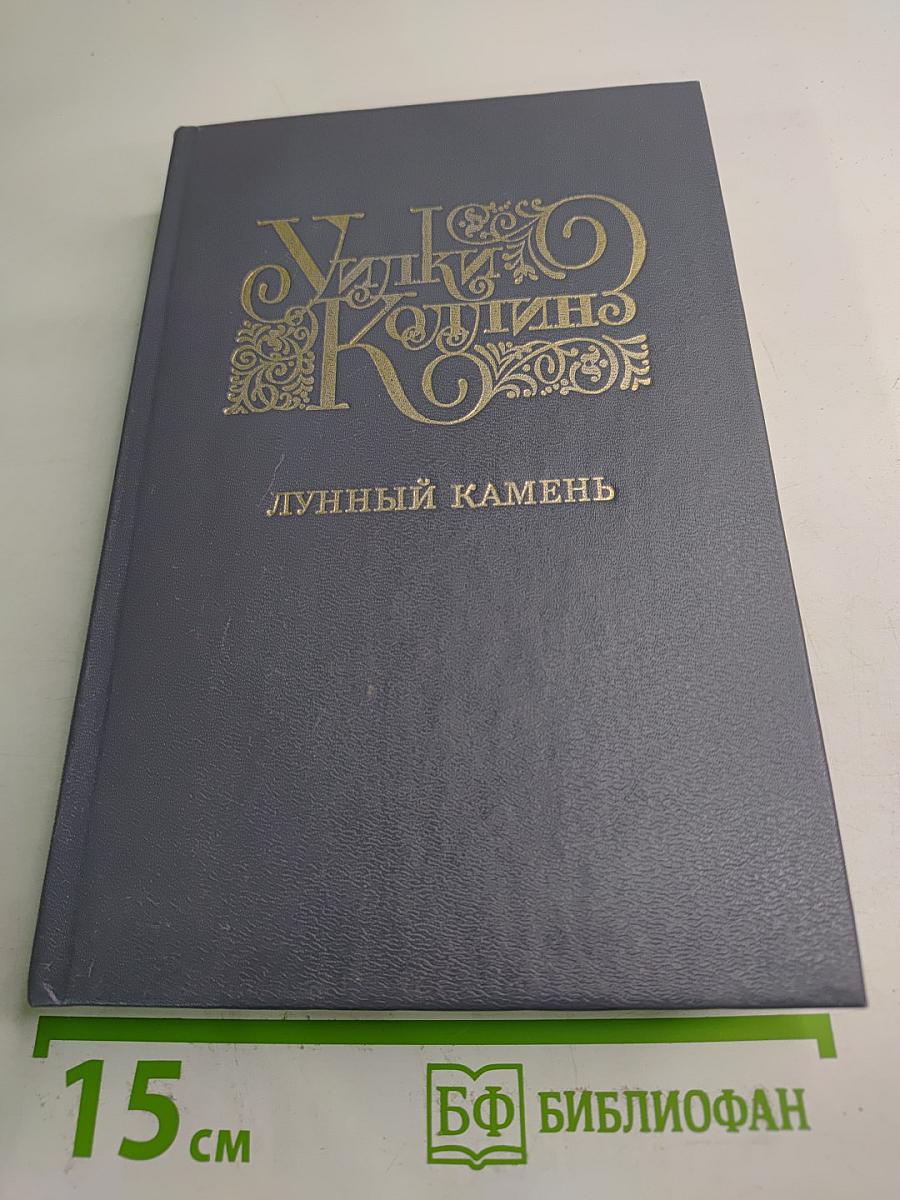 Уилки
Коллинз
ЛУННЫЙ КАМЕНЬ
15 см
БФ БИБЛИОФАН